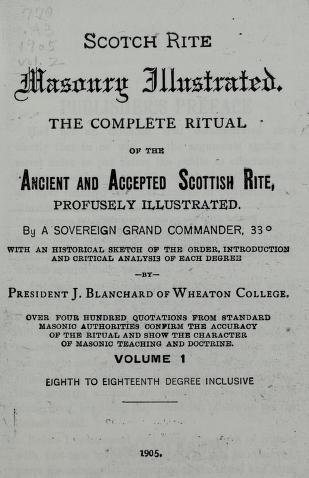 SCOTCH RITE
Masonry Illustrated.
THE COMPLETE RITUAL
OF THE
ANCIENT AND ACCEPTED SCOTTISH RITE,
PROFUSELY ILLUSTRATED.
By A SOVEREIGN GRAND COMMANDER, 33°
WITH AN HISTORICAL SKETCH OF THE ORDER, INTRODUCTION
AND CRITICAL ANALYSIS OF EACH DEGREE
—BY—
PRESIDENT J. BLANCHARD OF WHEATON COLLEGE.
OVER FOUR HUNDRED QUOTATIONS FROM STANDARD
MASONIC AUTHORITIES CONFIRM THE ACCURACY
OF THE RITUAL AND SHOW THE CHARACTER
OF MASONIC TEACHING AND DOCTRINE.
VOLUME 1
EIGHTH TO EIGHTEENTH DEGREE INCLUSIVE
1905.